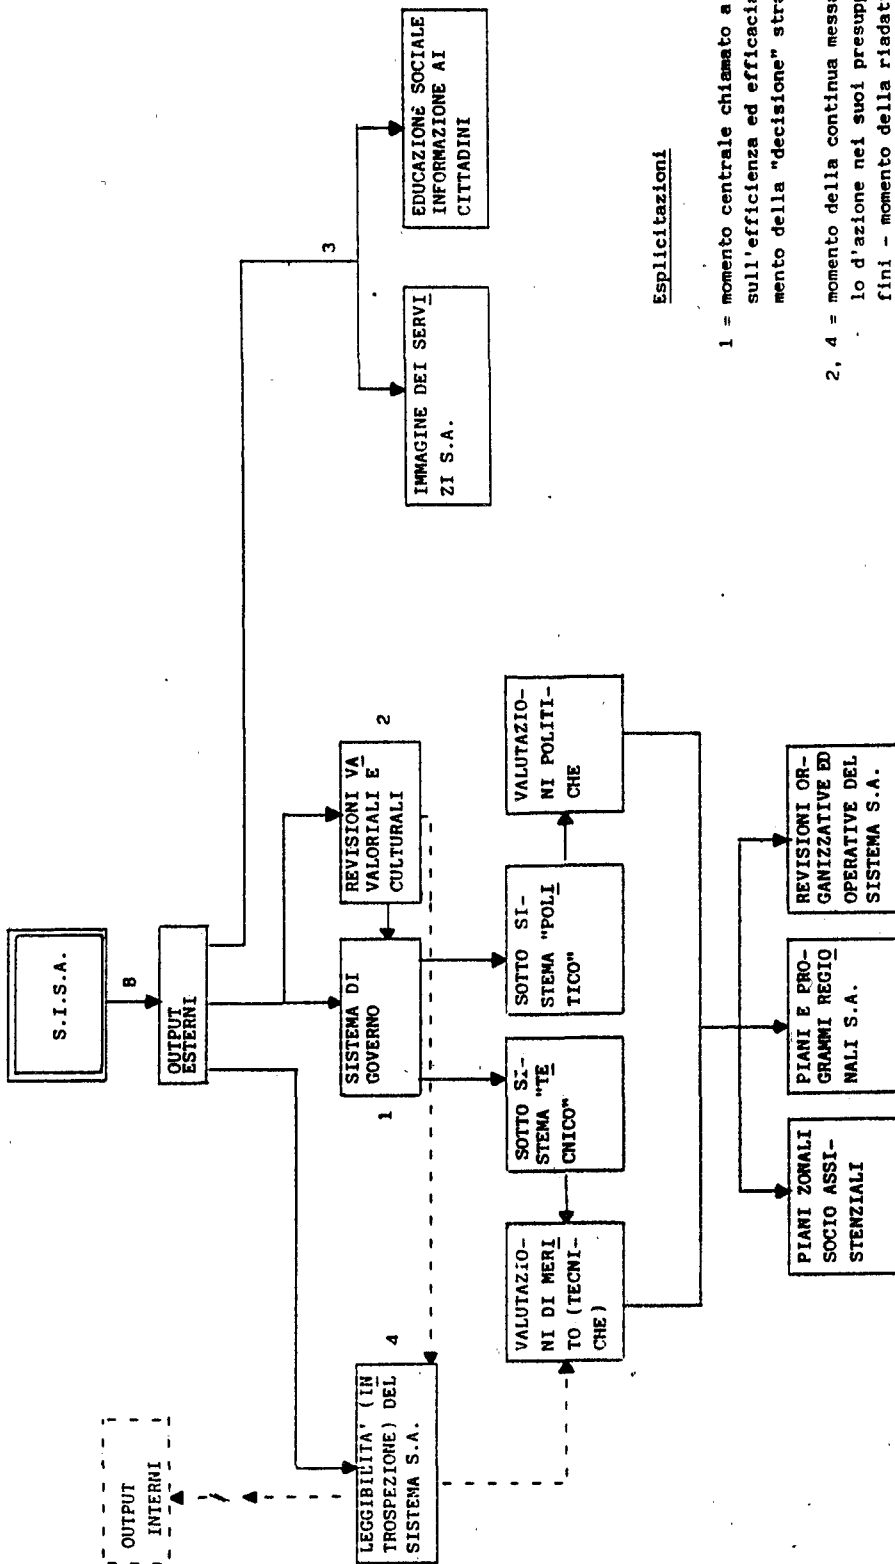 S.I.S.A.
B
OUTPUT
ESTERNI
OUTPUT
INTERNI
LEGGIBILITA' (IN
TROSPEZIONE) DEL
SISTEMA S.A.
4
1
SISTEMA DI
GOVERNO
REVISIONI VA
VALORIALI E
CULTURALI
2
3
IMMAGINE DEI SERVI
ZI S.A.
EDUCAZIONE SOCIALE
INFORMAZIONE AI
CITTADINI
VALUTAZIO-
NI DI MERI
TO (TECNI-
CHE)
SOTTO SI-
STEMA "TE
CNICO"
SOTTO SI-
STEMA "POLI
TICO"
VALUTAZIO-
NI POLITI-
CHE
PIANI ZONALI
SOCIO ASSI-
STENZIALI
PIANI E PRO-
GRAMMI REGIO
NALI S.A.
REVISIONI OR-
GANIZZATIVE ED
OPERATIVE DEL
SISTEMA S.A.
Esplicitazioni
1 = momento centrale chiamato a
sull'efficienza ed efficacia
mento della "decisione" stra
2, 4 = momento della continua messa
lo d'azione nei suoi presupp
fini - momento della riadat